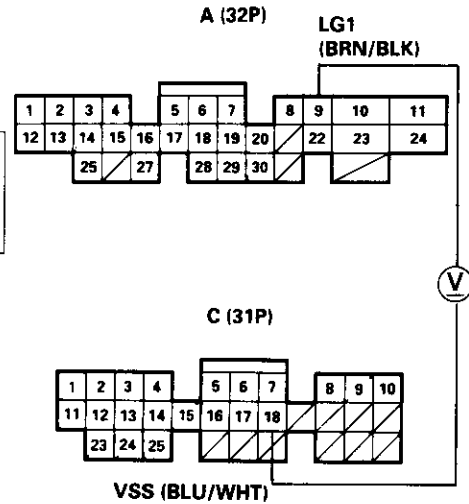 A (32P)
LG1
(BRN/BLK)
1 2 3 4 5 6 7 8 9 10 11
12 13 14 15 16 17 18 19 20 22 23 24
25 27 28 29 30
V
C (31P)
1 2 3 4 5 6 7 8 9 10
11 12 13 14 15 16 17 18
23 24 25
VSS (BLU/WHT)